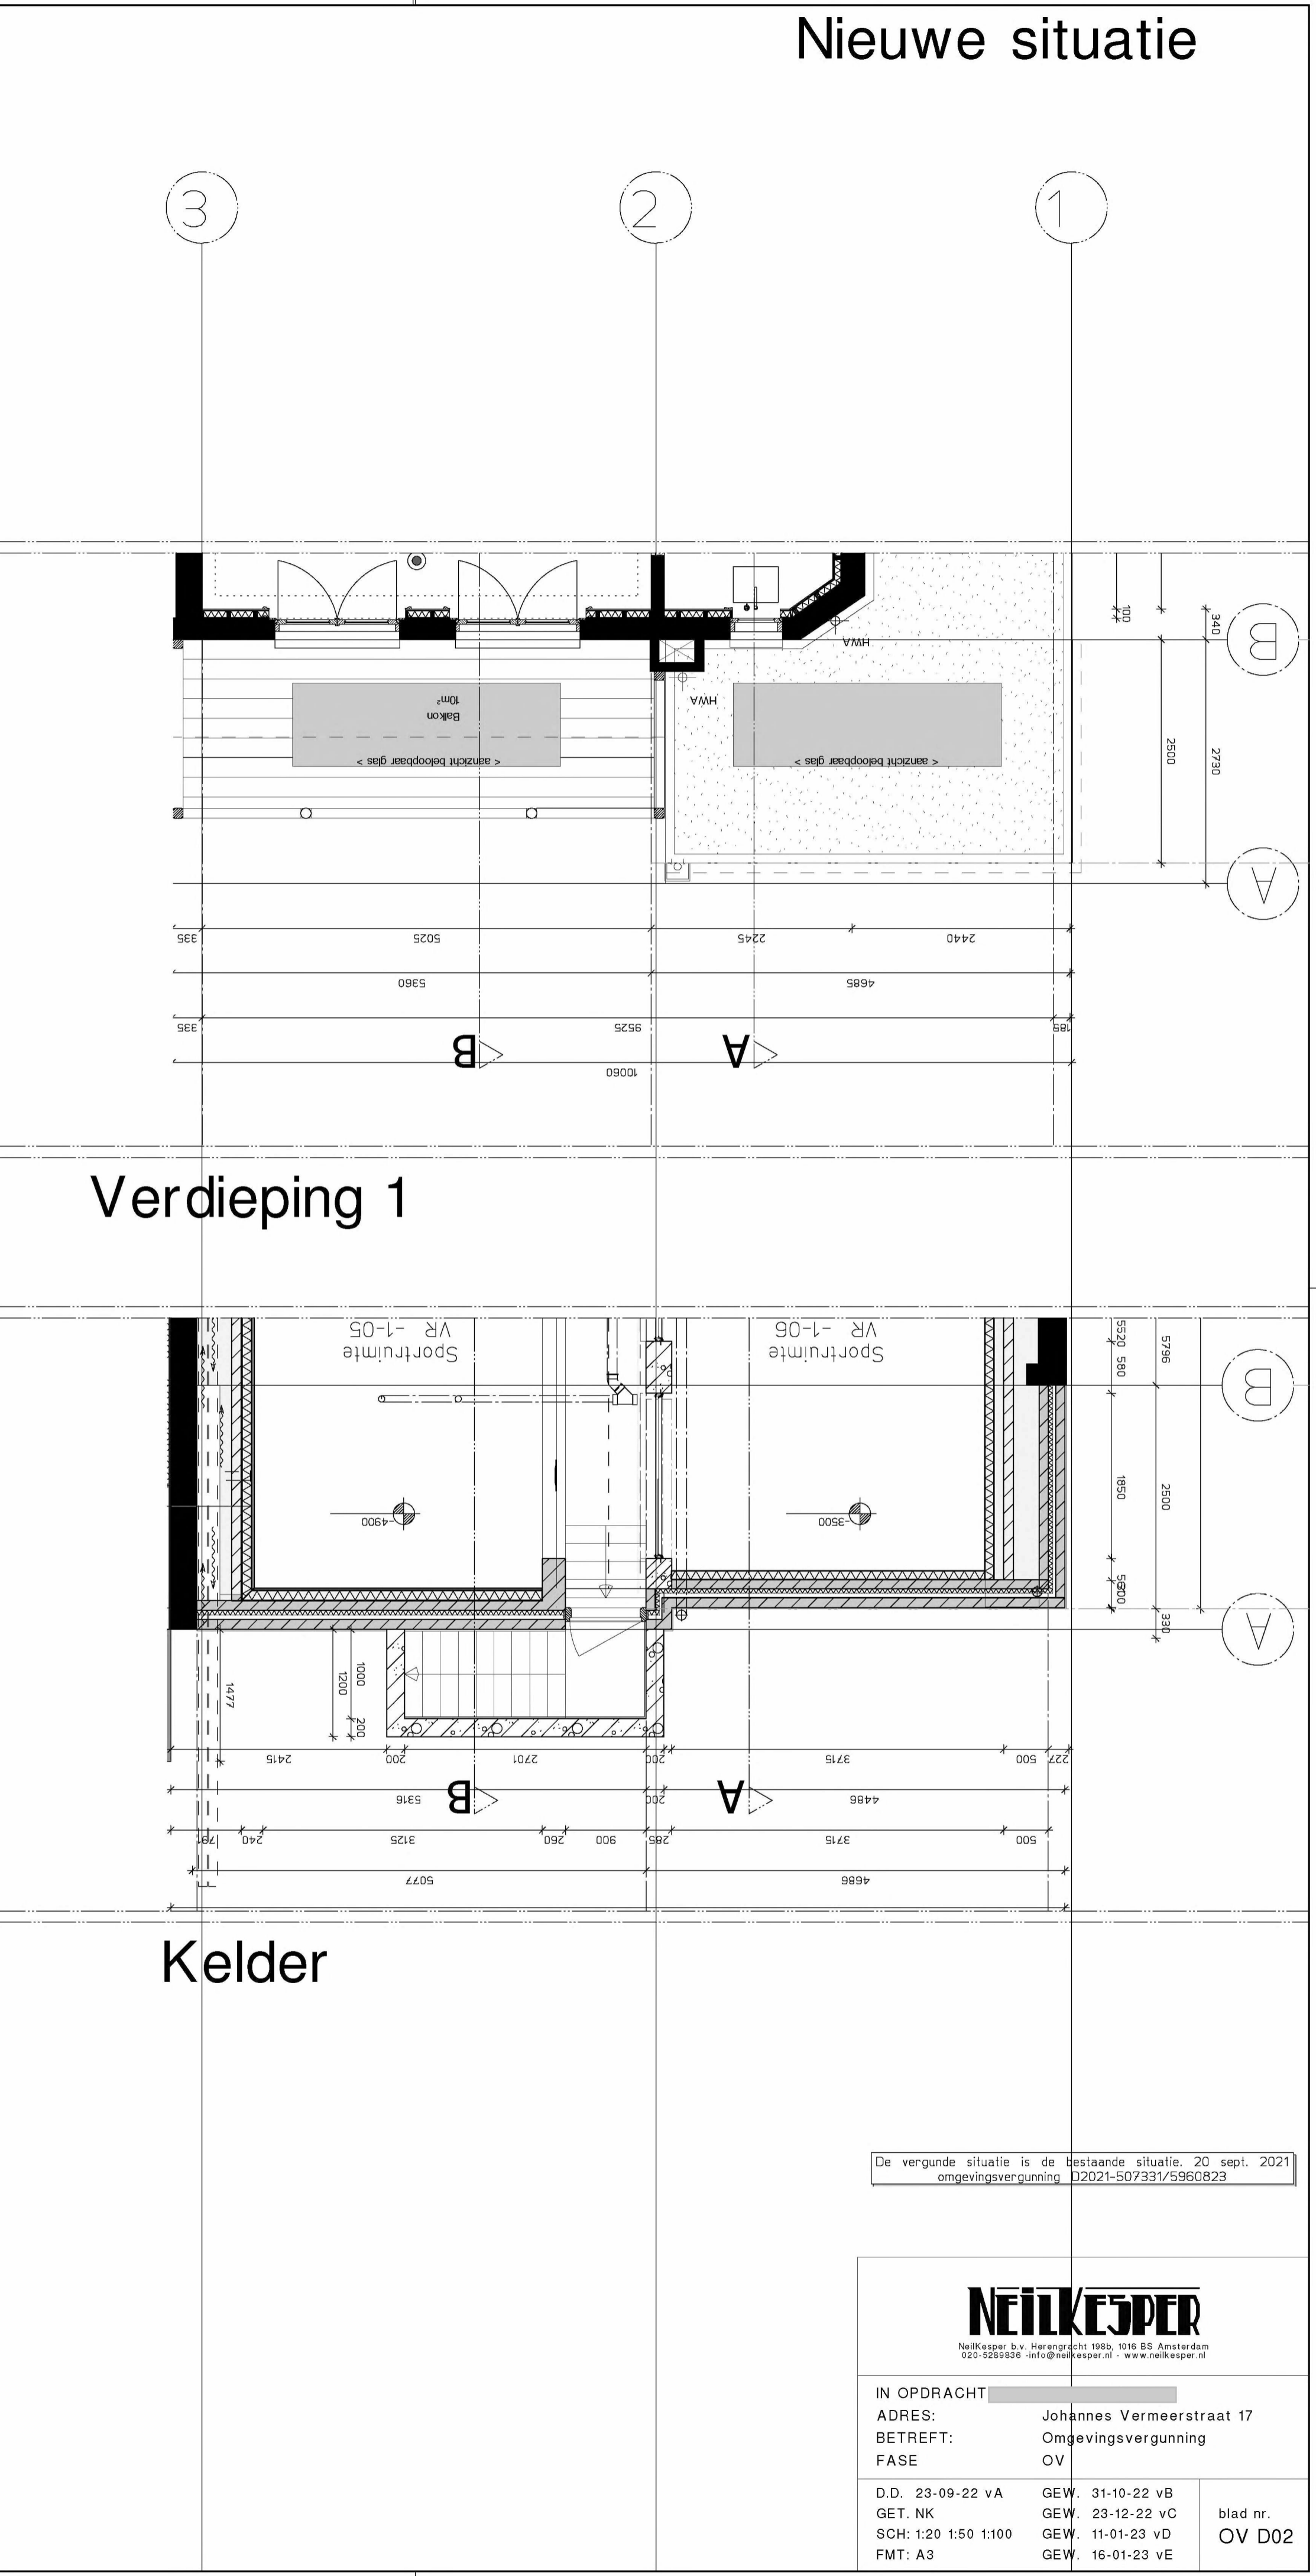 Nieuwe situatie
3
2
1
B
A
100
340
2500
2730
HWA
HWA
Balkon
10m²
< aanzicht beloopbaar glas >
< aanzicht beloopbaar glas >
335
5025
2245
2440
5360
4685
335
9525
185
10060
B
A
Verdieping 1
Sportruimte
VR -1-05
Sportruimte
VR -1-06
5520
580
5796
B
1850
2500
330
A
-4900
-3500
1477
1000
1200
200
2415
200
2701
200
3715
500
227
5316
200
4486
B
A
240
3125
260
900
285
3715
500
5077
4686
Kelder
De vergunde situatie is de bestaande situatie. 20 sept. 2021
omgevingsvergunning D2021-507331/5960823
NEILKESPER
NeilKesper b.v. Herengracht 198b, 1016 BS Amsterdam
020-5289836 -info@neilkesper.nl - www.neilkesper.nl
IN OPDRACHT
ADRES: Johannes Vermeerstraat 17
BETREFT: Omgevingsvergunning
FASE OV
D.D. 23-09-22 vA GEW. 31-10-22 vB
GET. NK GEW. 23-12-22 vC
SCH: 1:20 1:50 1:100 GEW. 11-01-23 vD
FMT: A3 GEW. 16-01-23 vE
blad nr.
OV D02